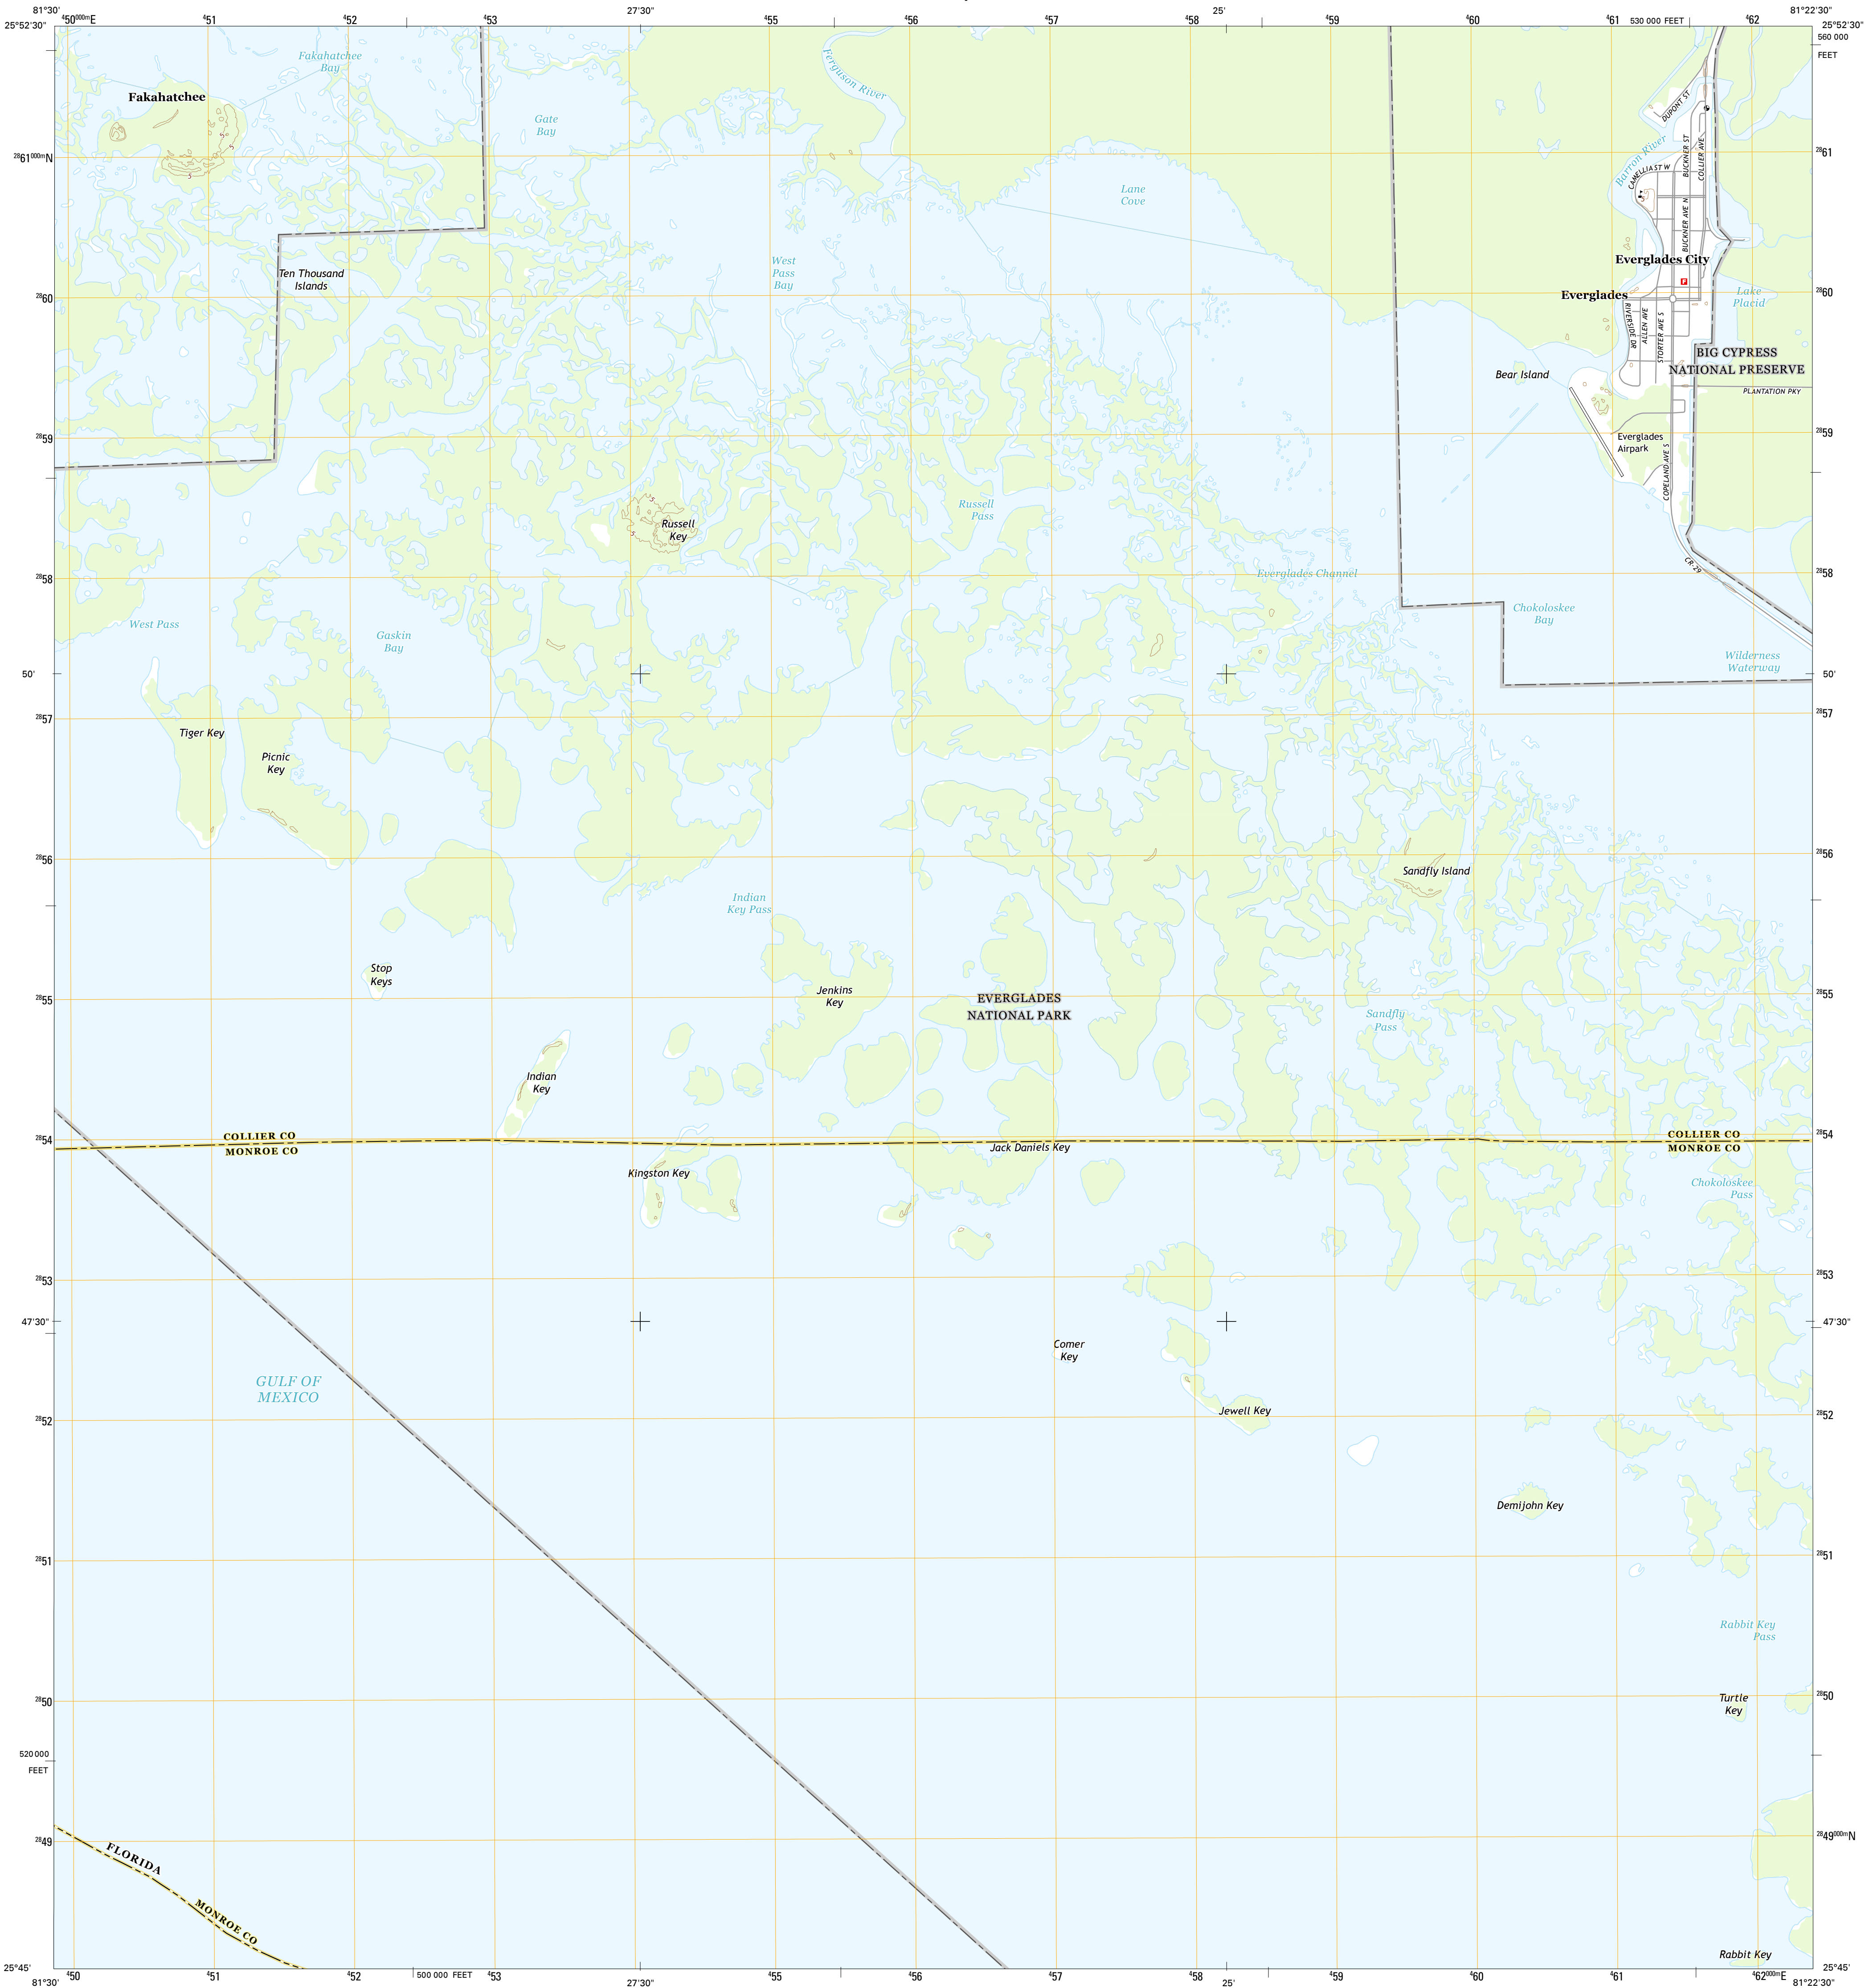 81°30'
450000mE
451
452
453
27'30"
455
456
457
458
25'
459
460
461
530 000 FEET
462
81°22'30"
25°52'30"
25°52'30"
560 000
FEET
Fakahatchee
Bay
Ferguson River
Fakahatchee
5
5
5
Gate
Bay
DUPONT ST
2861000mN
2861
Barron River
BUCKNER ST
COLLIER AVE
CAMELLIA ST W
Lane
Cove
BUCKNER AVE N
Everglades City
Ten Thousand
Islands
West
Pass
Bay
2860
2860
Everglades
Lake
Placid
RIVERSIDE DR
ALLEN AVE
STORTER AVE S
BIG CYPRESS
NATIONAL PRESERVE
Bear Island
PLANTATION PKY
2859
2859
Everglades
Airpark
COPELAND AVE S
5
5
Russell
Key
Russell
Pass
2858
2858
Everglades Channel
CR-29
West Pass
Gaskin
Bay
Chokoloskee
Bay
Wilderness
Waterway
50'
50'
2857
2857
Tiger Key
Picnic
Key
2856
2856
Sandfly Island
Indian
Key Pass
Stop
Keys
Jenkins
Key
2855
2855
EVERGLADES
NATIONAL PARK
Sandfly
Pass
Indian
Key
2854
2854
COLLIER CO
MONROE CO
COLLIER CO
MONROE CO
Jack Daniels Key
Kingston Key
Chokoloskee
Pass
2853
2853
47'30"
47'30"
Comer
Key
GULF OF
MEXICO
Jewell Key
2852
2852
Demijohn Key
2851
2851
Rabbit Key
Pass
2850
2850
Turtle
Key
520 000
FEET
2849
2849000mN
FLORIDA
MONROE CO
Rabbit Key
25°45'
25°45'
81°30'
450
451
452
500 000 FEET
453
27'30"
455
456
457
458
25'
459
460
461
462000mE
81°22'30"